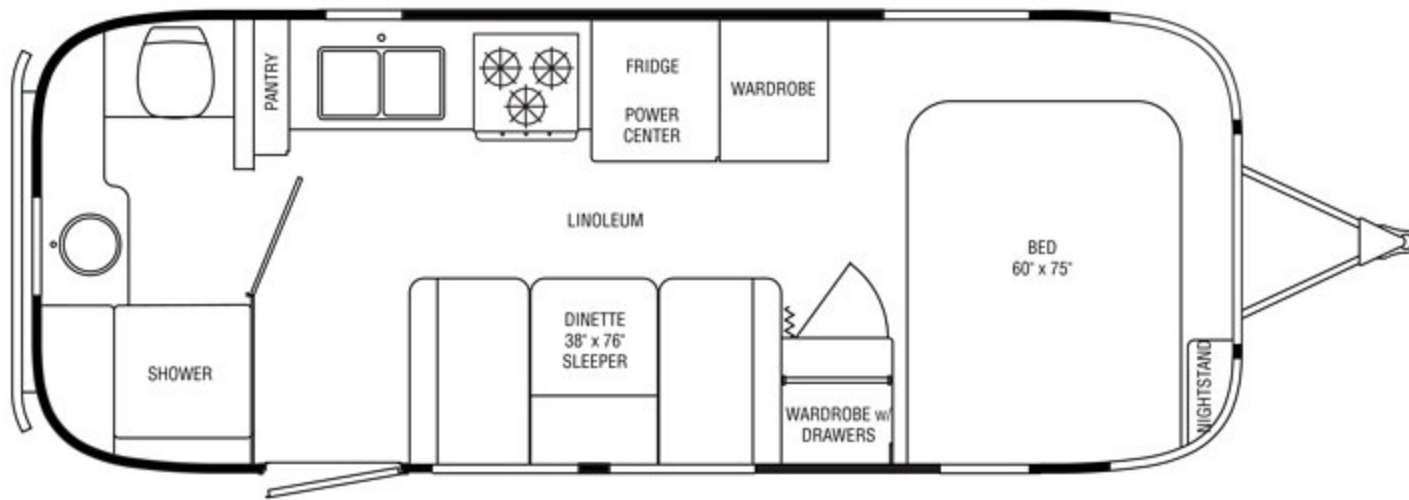 PANTRY
FRIDGE
POWER
CENTER
WARDROBE
LINOLEUM
BED
60" x 75"
DINETTE
38" x 76"
SLEEPER
SHOWER
WARDROBE w/
DRAWERS
NIGHTSTAND